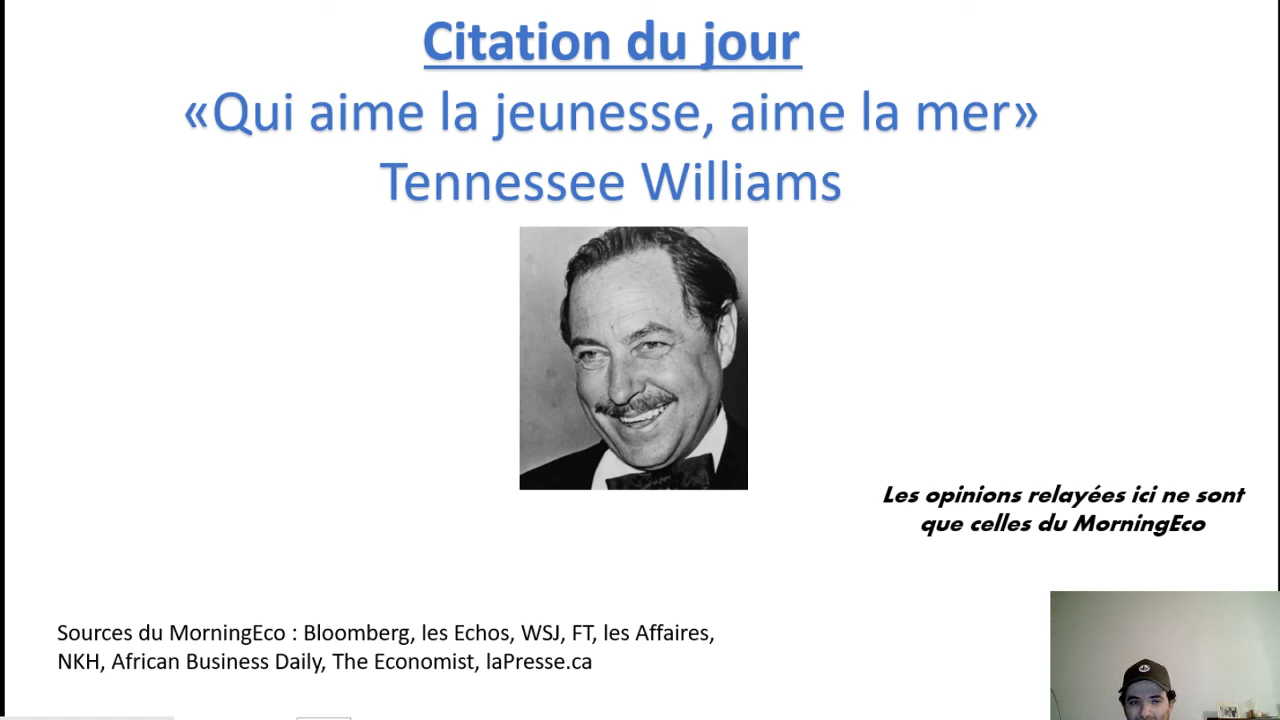 Citation du jour
«Qui aime la jeunesse, aime la mer»
Tennessee Williams
Les opinions relayées ici ne sont
que celles du MorningEco
Sources du MorningEco : Bloomberg, les Echos, WSJ, FT, les Affaires,
NKH, African Business Daily, The Economist, laPresse.ca